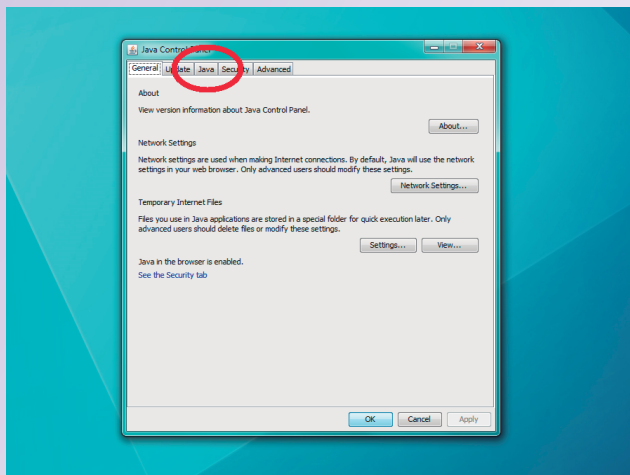 Java Control Panel
General Update Java Security Advanced
About
View version information about Java Control Panel.
About...
Network Settings
Network settings are used when making Internet connections. By default, Java will use the network
settings in your web browser. Only advanced users should modify these settings.
Network Settings...
Temporary Internet Files
Files you use in Java applications are stored in a special folder for quick execution later. Only
advanced users should delete files or modify these settings.
Settings... View...
Java in the browser is enabled.
See the Security tab
OK Cancel Apply